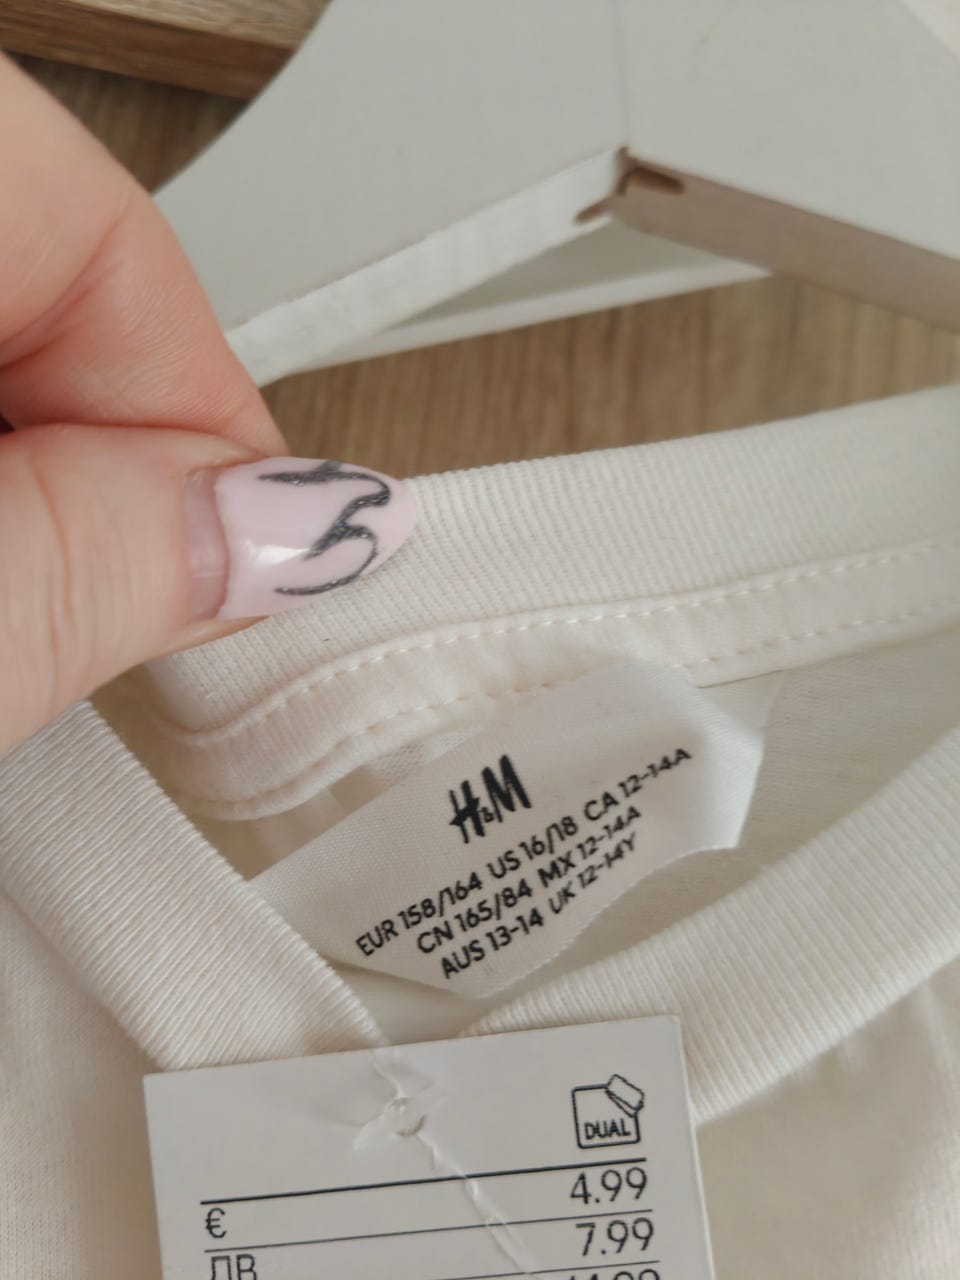 H&M
EUR 158/164 US 16/18 CA 12-14A
CN 165/84 MX 12-14A
AUS 13-14 UK 12-14Y
DUAL
4.99
€
7.99
ЛВ